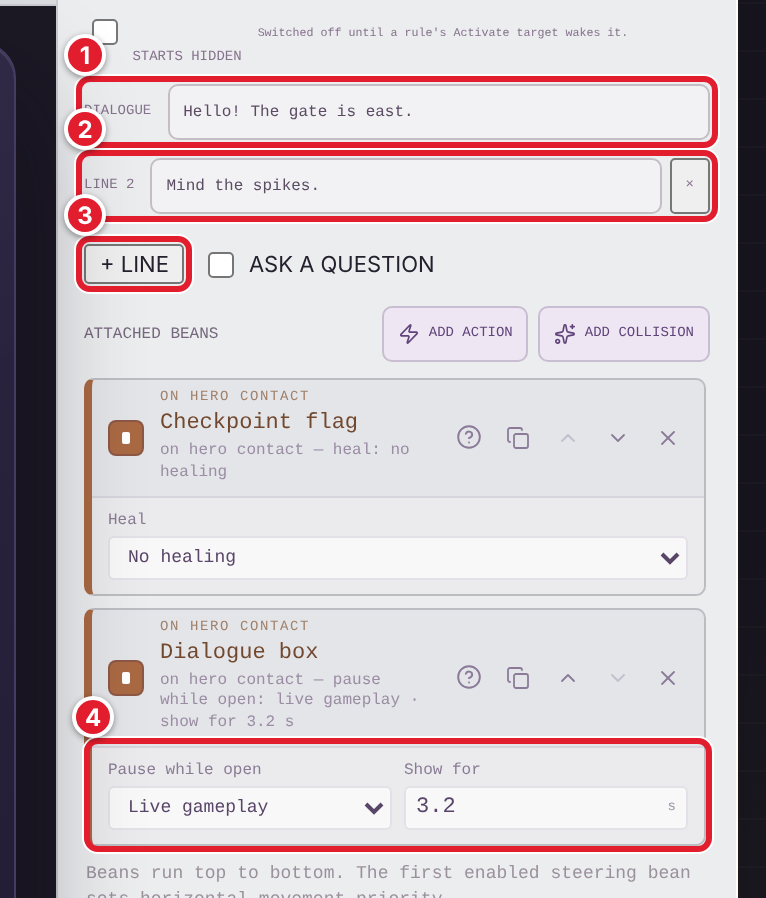 Switched off until a rule's Activate target wakes it.
1
STARTS HIDDEN
DIALOGUE
Hello! The gate is east.
2
LINE 2
Mind the spikes.
×
3
+ LINE
ASK A QUESTION
ATTACHED BEANS
ADD ACTION
ADD COLLISION
ON HERO CONTACT
Checkpoint flag
on hero contact — heal: no
healing
Heal
No healing
ON HERO CONTACT
Dialogue box
on hero contact — pause
while open: live gameplay ·
show for 3.2 s
4
Pause while open
Show for
Live gameplay
3.2
s
Beans run top to bottom. The first enabled steering bean
sets horizontal movement priority.